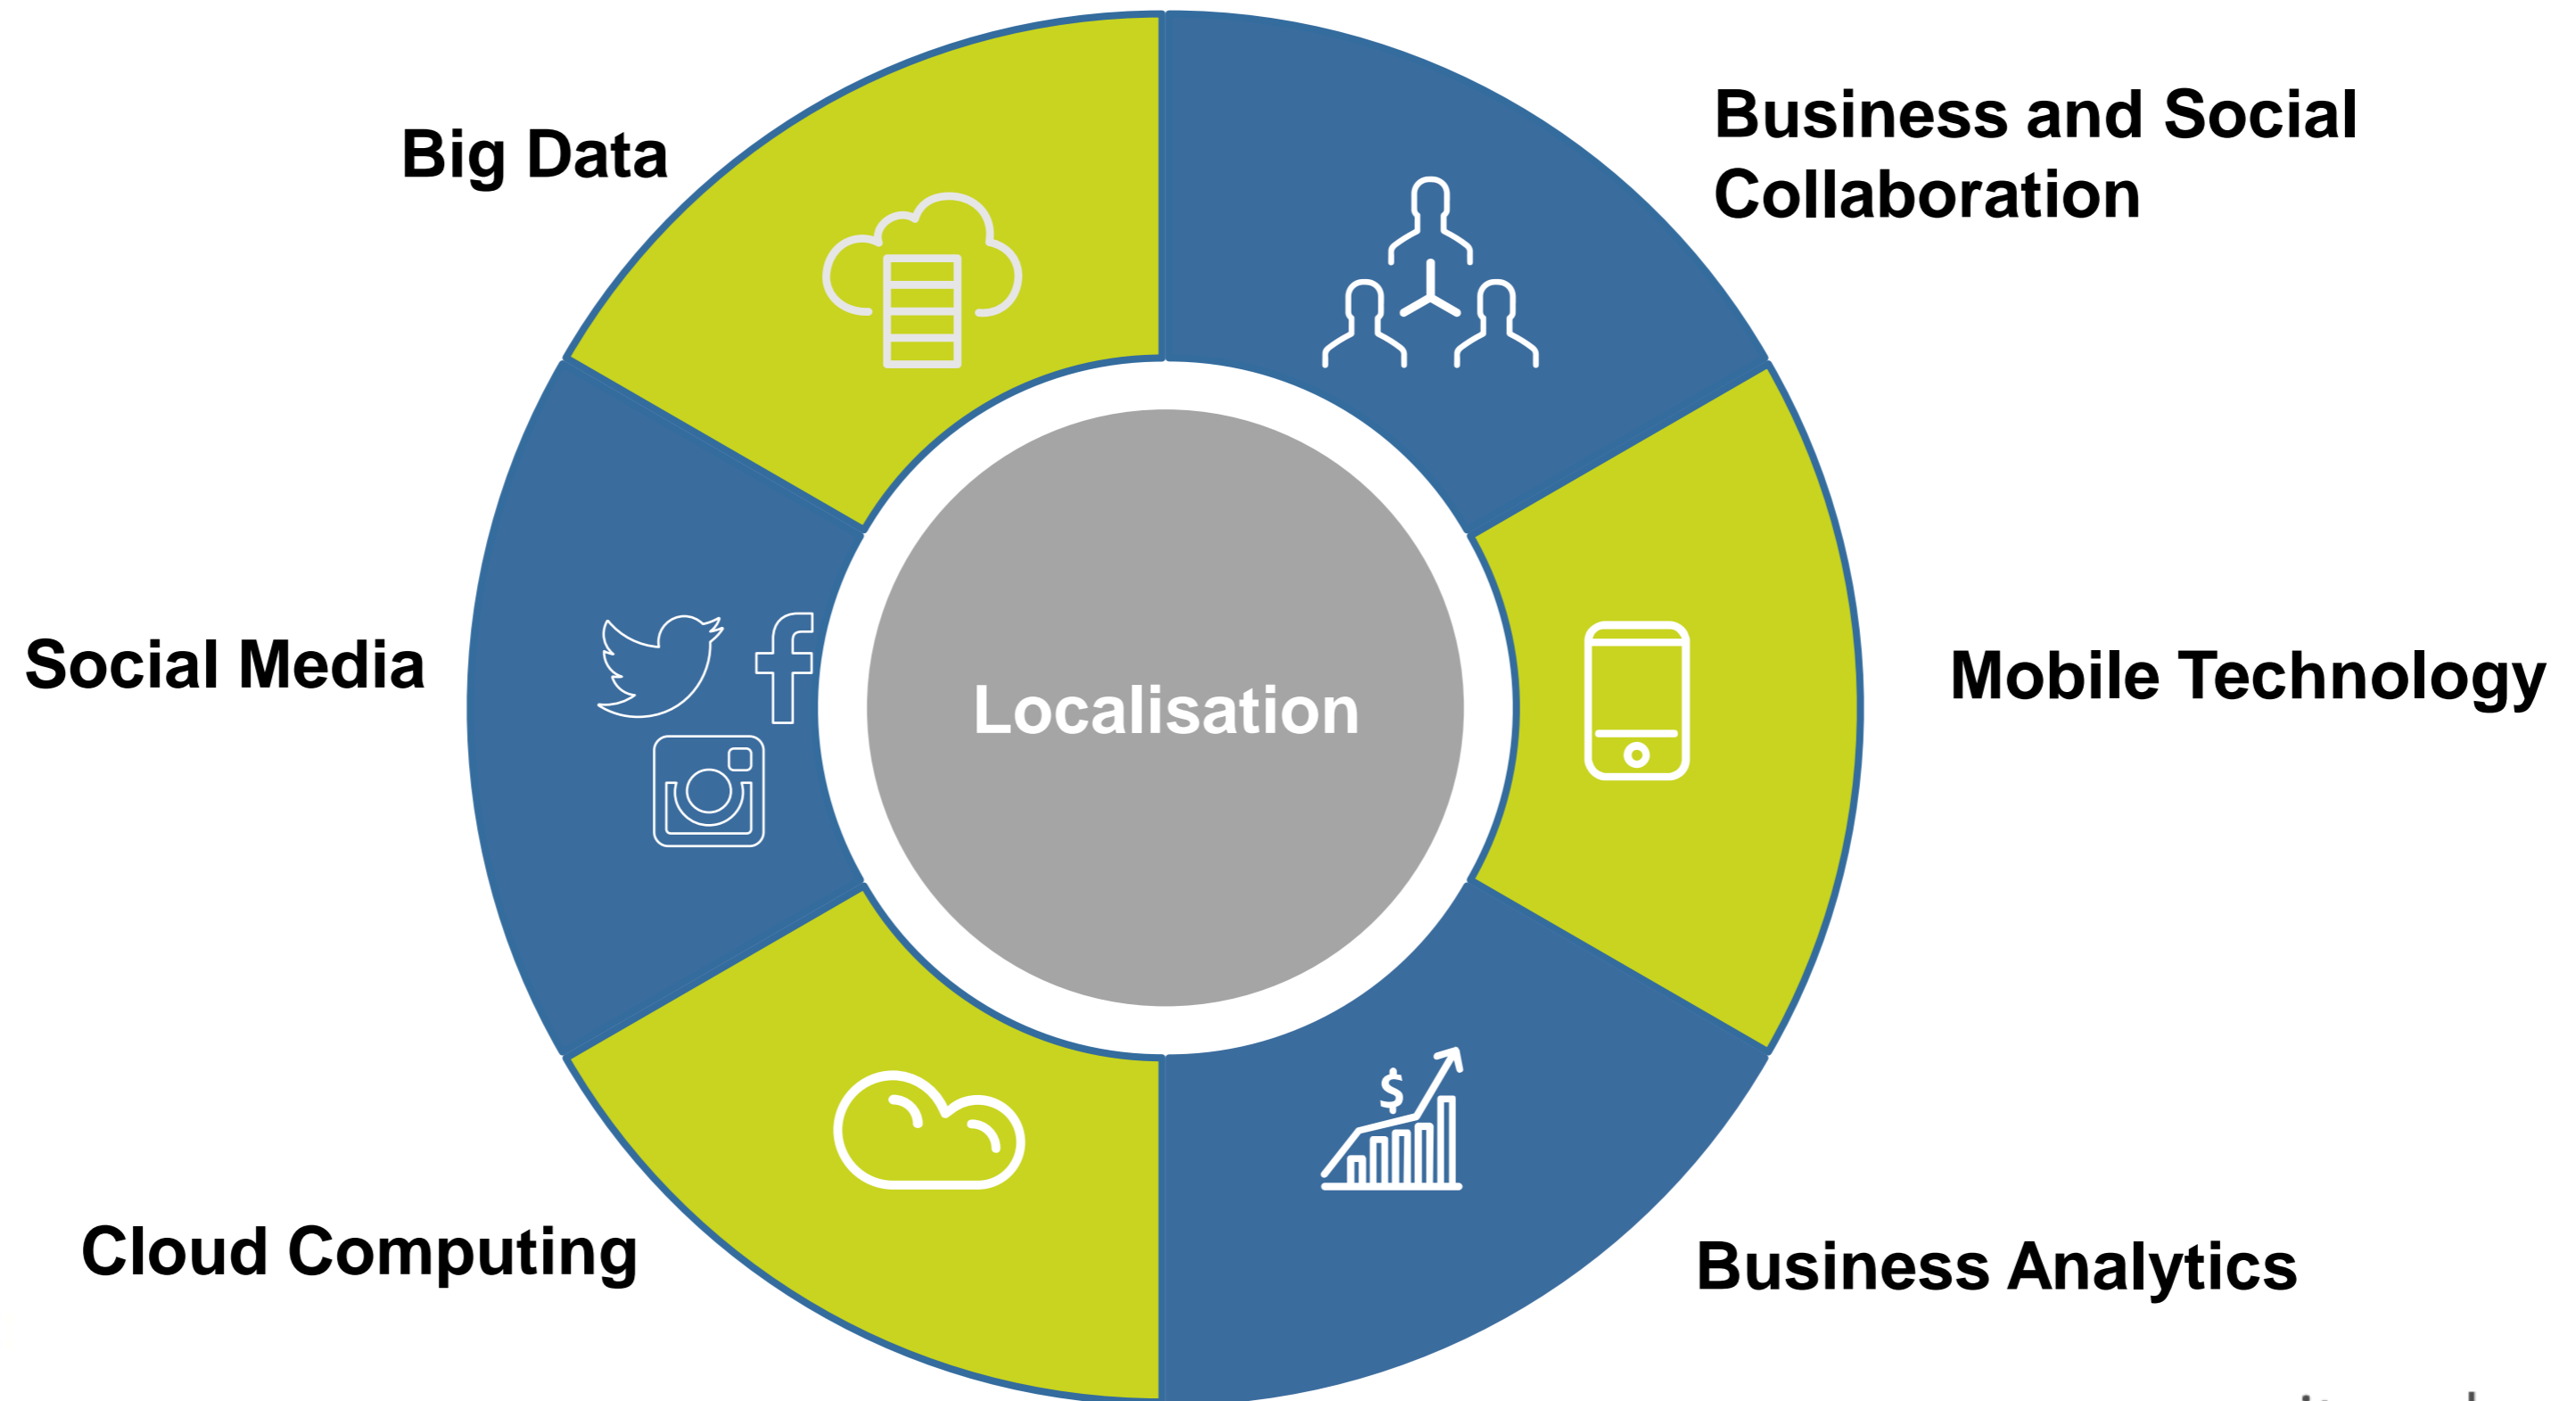 Big Data
Business and Social
Collaboration
Social Media
Localisation
Mobile Technology
$
Cloud Computing
Business Analytics